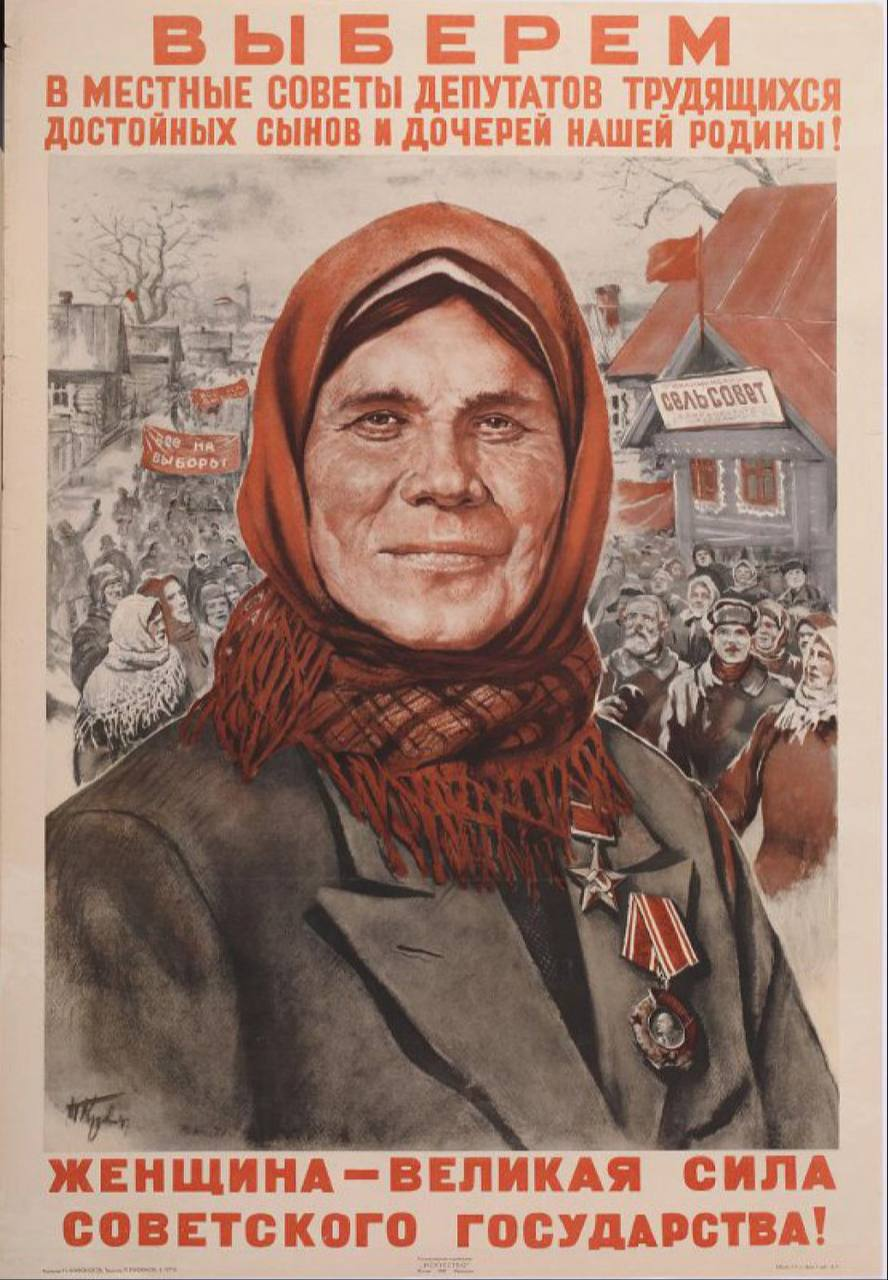 ВЫБЕРЕМ
В МЕСТНЫЕ СОВЕТЫ ДЕПУТАТОВ ТРУДЯЩИХСЯ
ДОСТОЙНЫХ СЫНОВ И ДОЧЕРЕЙ НАШЕЙ РОДИНЫ!
ВСЕ НА
ВЫБОРЫ
СЕЛЬСОВЕТ
ЖЕНЩИНА — ВЕЛИКАЯ СИЛА
СОВЕТСКОГО ГОСУДАРСТВА!
"ИСКУССТВО"